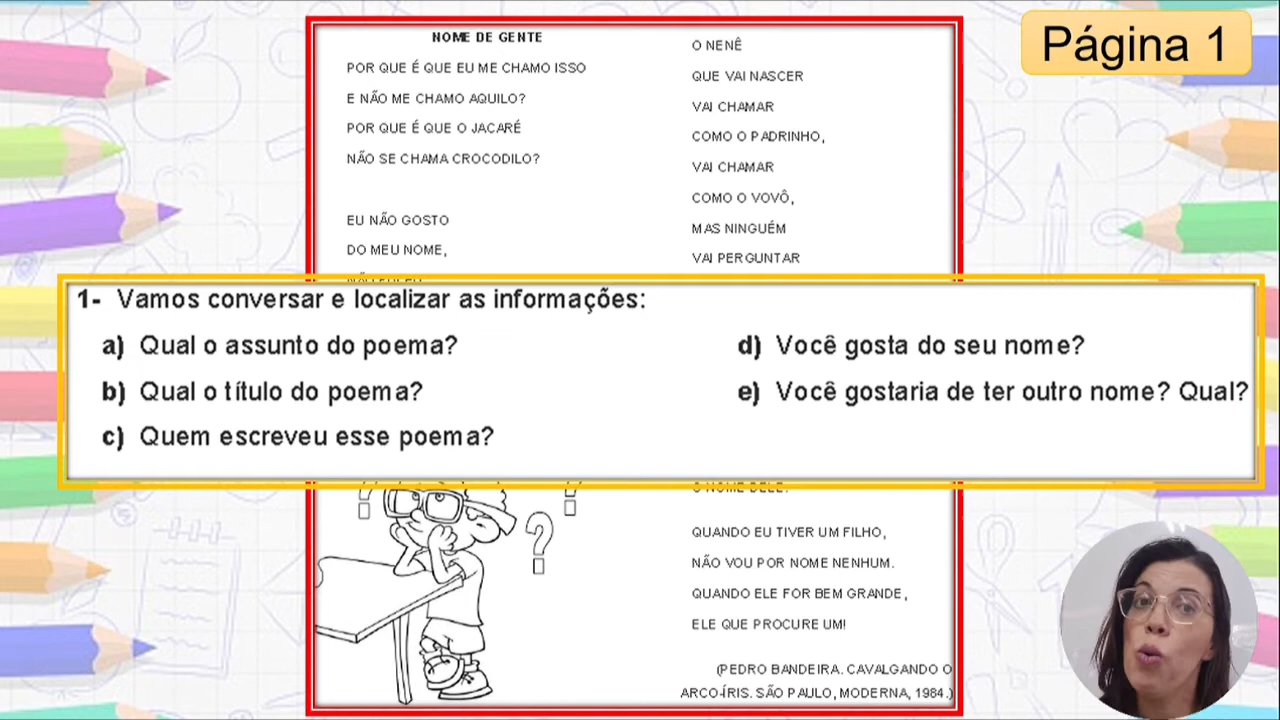 Página 1
NOME DE GENTE
POR QUE É QUE EU ME CHAMO ISSO
E NÃO ME CHAMO AQUILO?
POR QUE É QUE O JACARÉ
NÃO SE CHAMA CROCODILO?
EU NÃO GOSTO
DO MEU NOME,
O NENÊ
QUE VAI NASCER
VAI CHAMAR
COMO O PADRINHO,
VAI CHAMAR
COMO O VOVÔ,
MAS NINGUÉM
VAI PERGUNTAR
1- Vamos conversar e localizar as informações:
a) Qual o assunto do poema?
b) Qual o título do poema?
c) Quem escreveu esse poema?
d) Você gosta do seu nome?
e) Você gostaria de ter outro nome? Qual?
? ? ?
QUANDO EU TIVER UM FILHO,
NÃO VOU POR NOME NENHUM.
QUANDO ELE FOR BEM GRANDE,
ELE QUE PROCURE UM!
(PEDRO BANDEIRA. CAVALGANDO O
ARCO-ÍRIS. SÃO PAULO, MODERNA, 1984.)